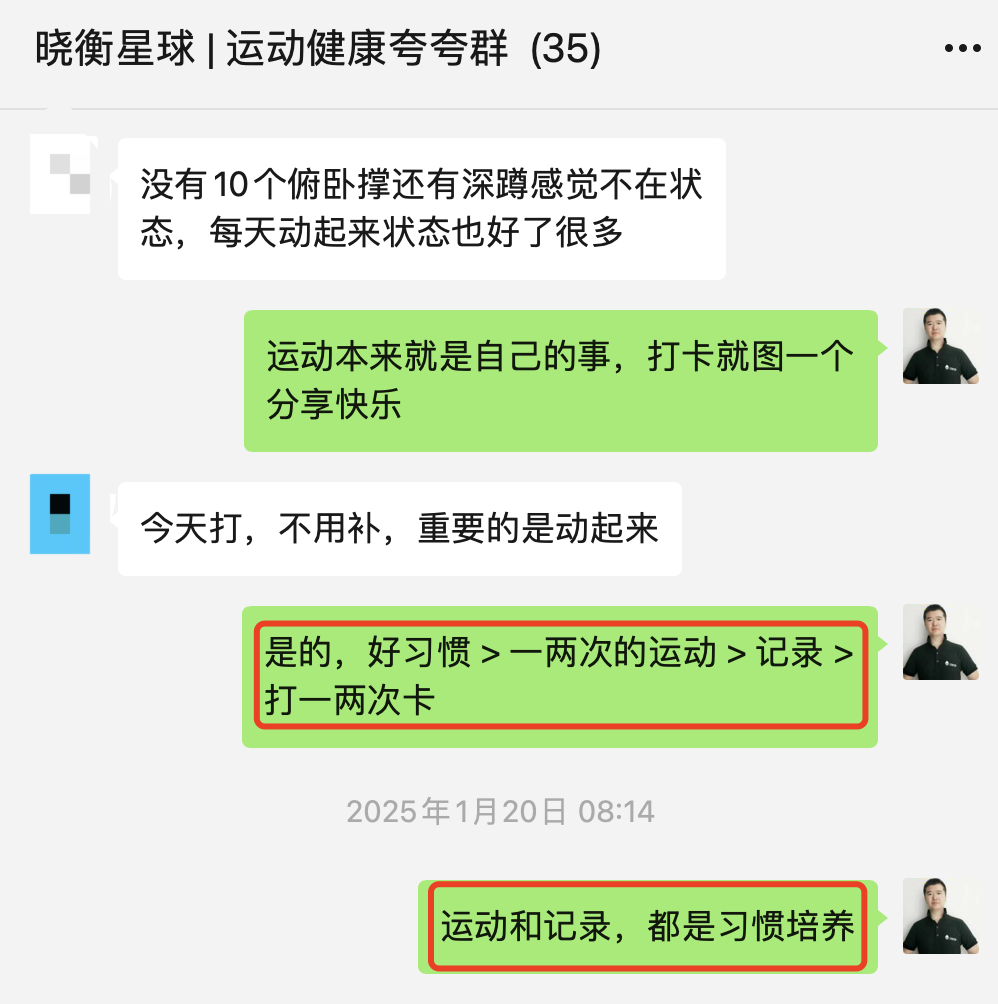 晓衡星球 | 运动健康夸夸群 (35)
没有10个俯卧撑还有深蹲感觉不在状
态，每天动起来状态也好了很多
运动本来就是自己的事，打卡就图一个
分享快乐
今天打，不用补，重要的是动起来
是的，好习惯 > 一两次的运动 > 记录 >
打一两次卡
2025年1月20日 08:14
运动和记录，都是习惯培养